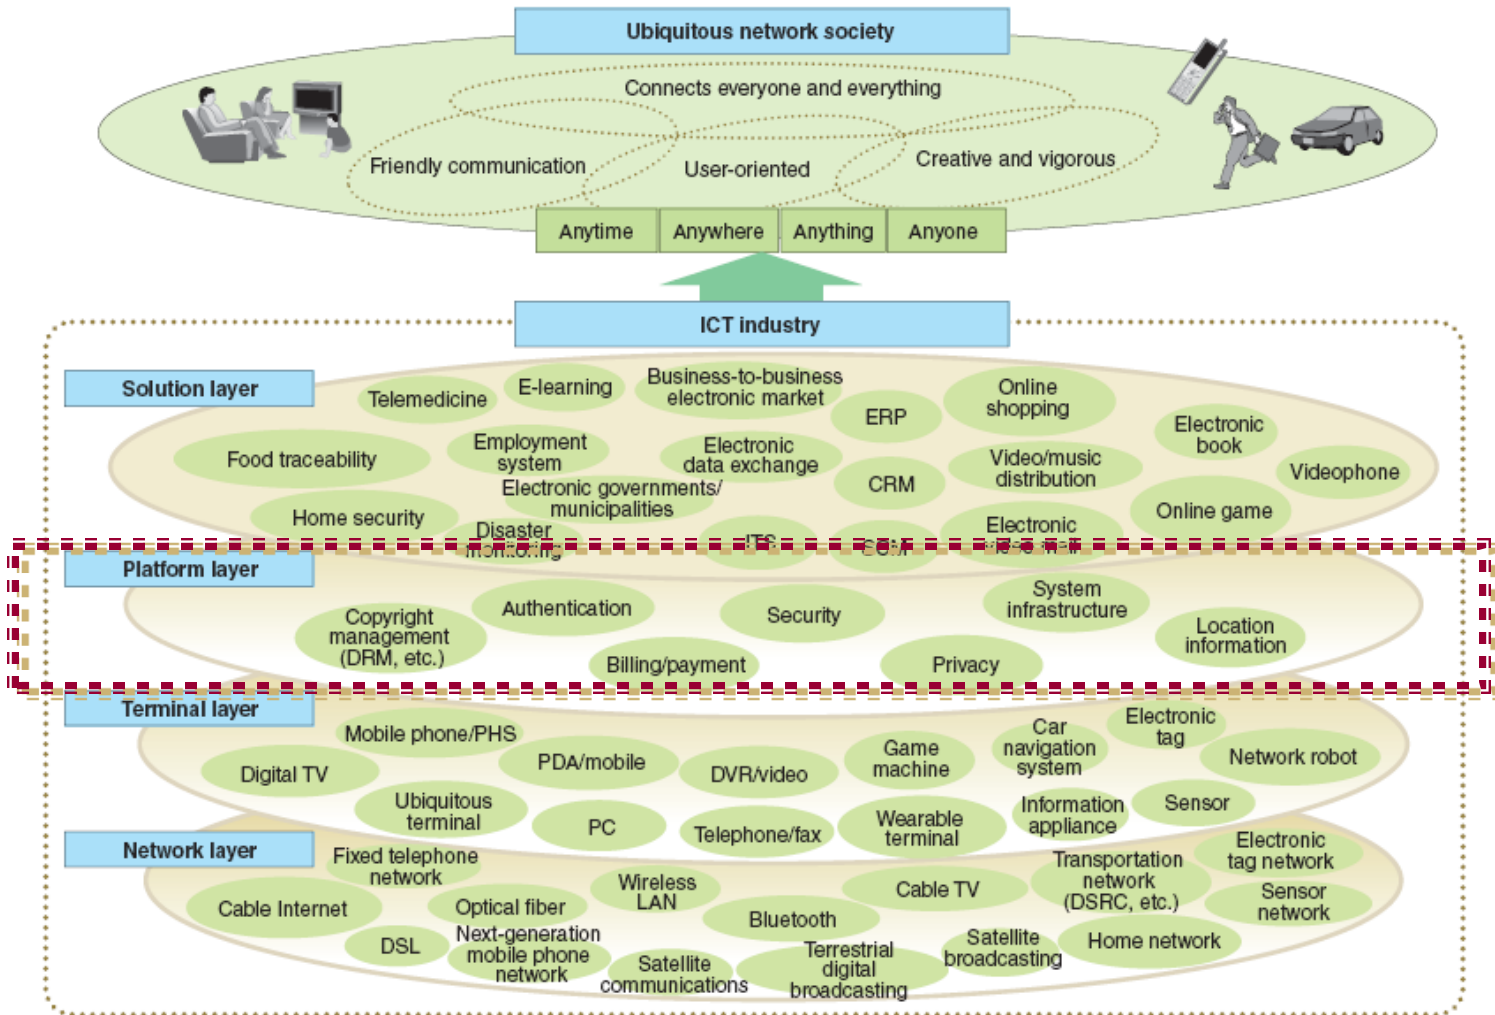 Ubiquitous network society
Connects everyone and everything
Friendly communication
User-oriented
Creative and vigorous
Anytime
Anywhere
Anything
Anyone
ICT industry
Solution layer
Telemedicine
E-learning
Business-to-business
electronic market
ERP
Online
shopping
Electronic
book
Food traceability
Employment
system
Electronic
data exchange
CRM
Video/music
distribution
Videophone
Electronic governments/
municipalities
Home security
Disaster
monitoring
ITS
Electronic
Online game
Platform layer
Copyright
management
(DRM, etc.)
Authentication
Security
System
infrastructure
Location
information
Billing/payment
Privacy
Terminal layer
Mobile phone/PHS
Digital TV
PDA/mobile
DVR/video
Game
machine
Car
navigation
system
Electronic
tag
Network robot
Ubiquitous
terminal
PC
Telephone/fax
Wearable
terminal
Information
appliance
Sensor
Network layer
Fixed telephone
network
Cable Internet
Optical fiber
Wireless
LAN
Bluetooth
Cable TV
Transportation
network
(DSRC, etc.)
Electronic
tag network
Sensor
network
DSL
Next-generation
mobile phone
network
Satellite
communications
Terrestrial
digital
broadcasting
Satellite
broadcasting
Home network